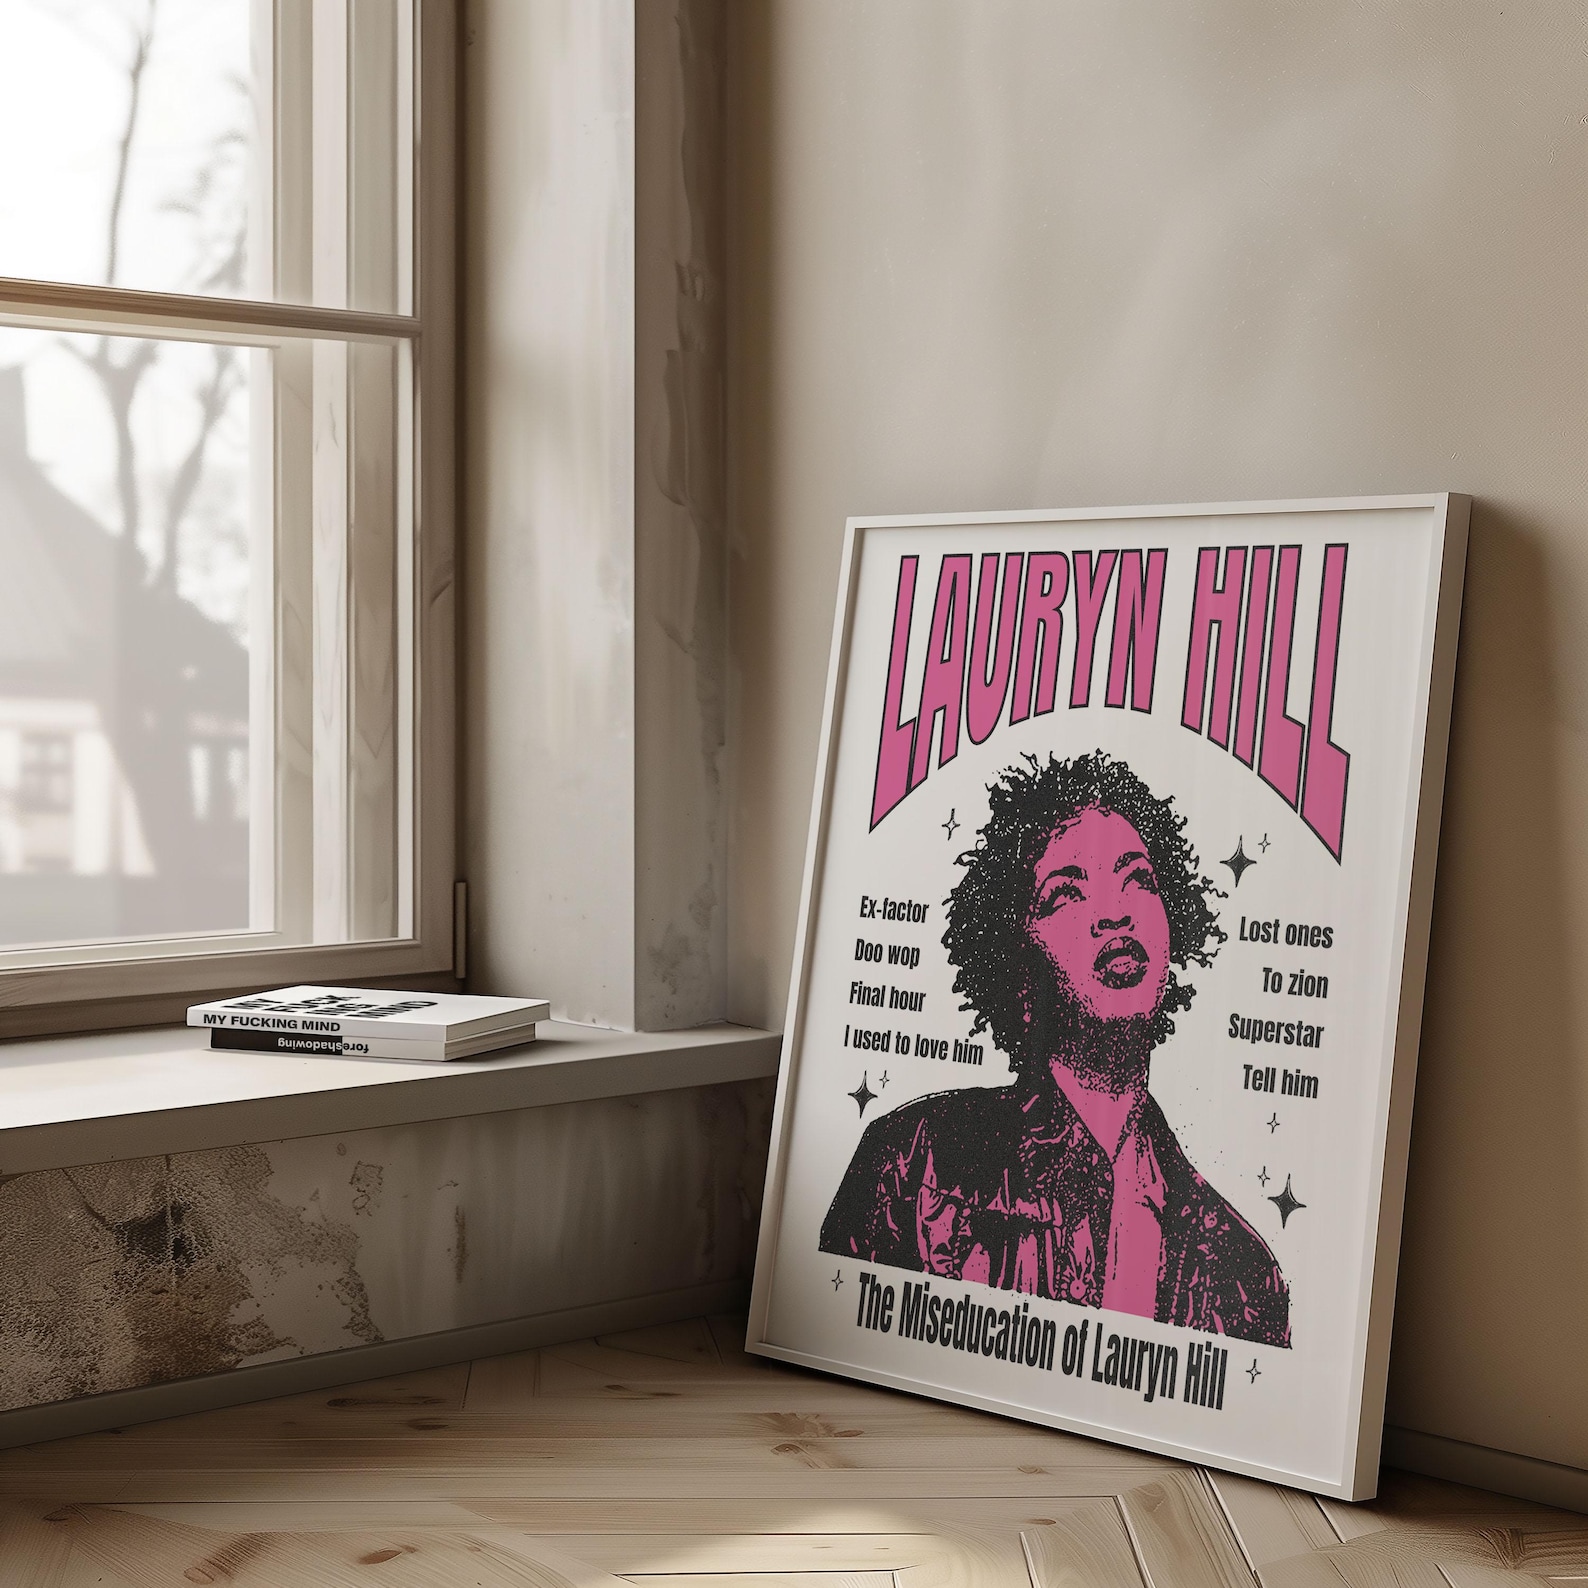 LAURYN HILL
Ex-factor
Doo wop
Final hour
I used to love him
Lost ones
To zion
Superstar
Tell him
The Miseducation of Lauryn Hill
MY FUCKING MIND
foreshadowing